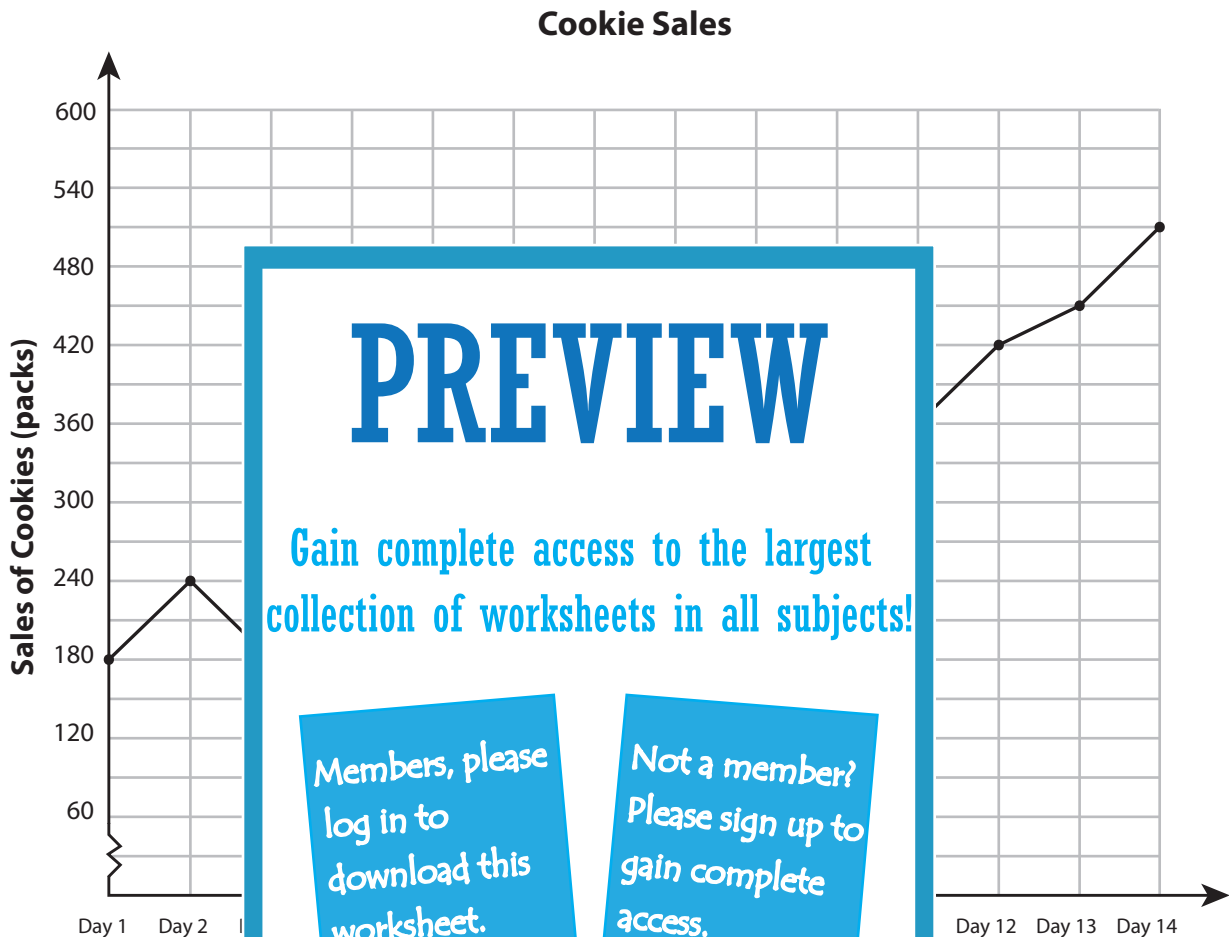 Cookie Sales
600
540
480
420
360
300
240
180
120
60
Sales of Cookies (packs)
PREVIEW
Gain complete access to the largest
collection of worksheets in all subjects!
Members, please
log in to
download this
worksheet.
Not a member?
Please sign up to
gain complete
access.
Day 1 Day 2 Day 12 Day 13 Day 14